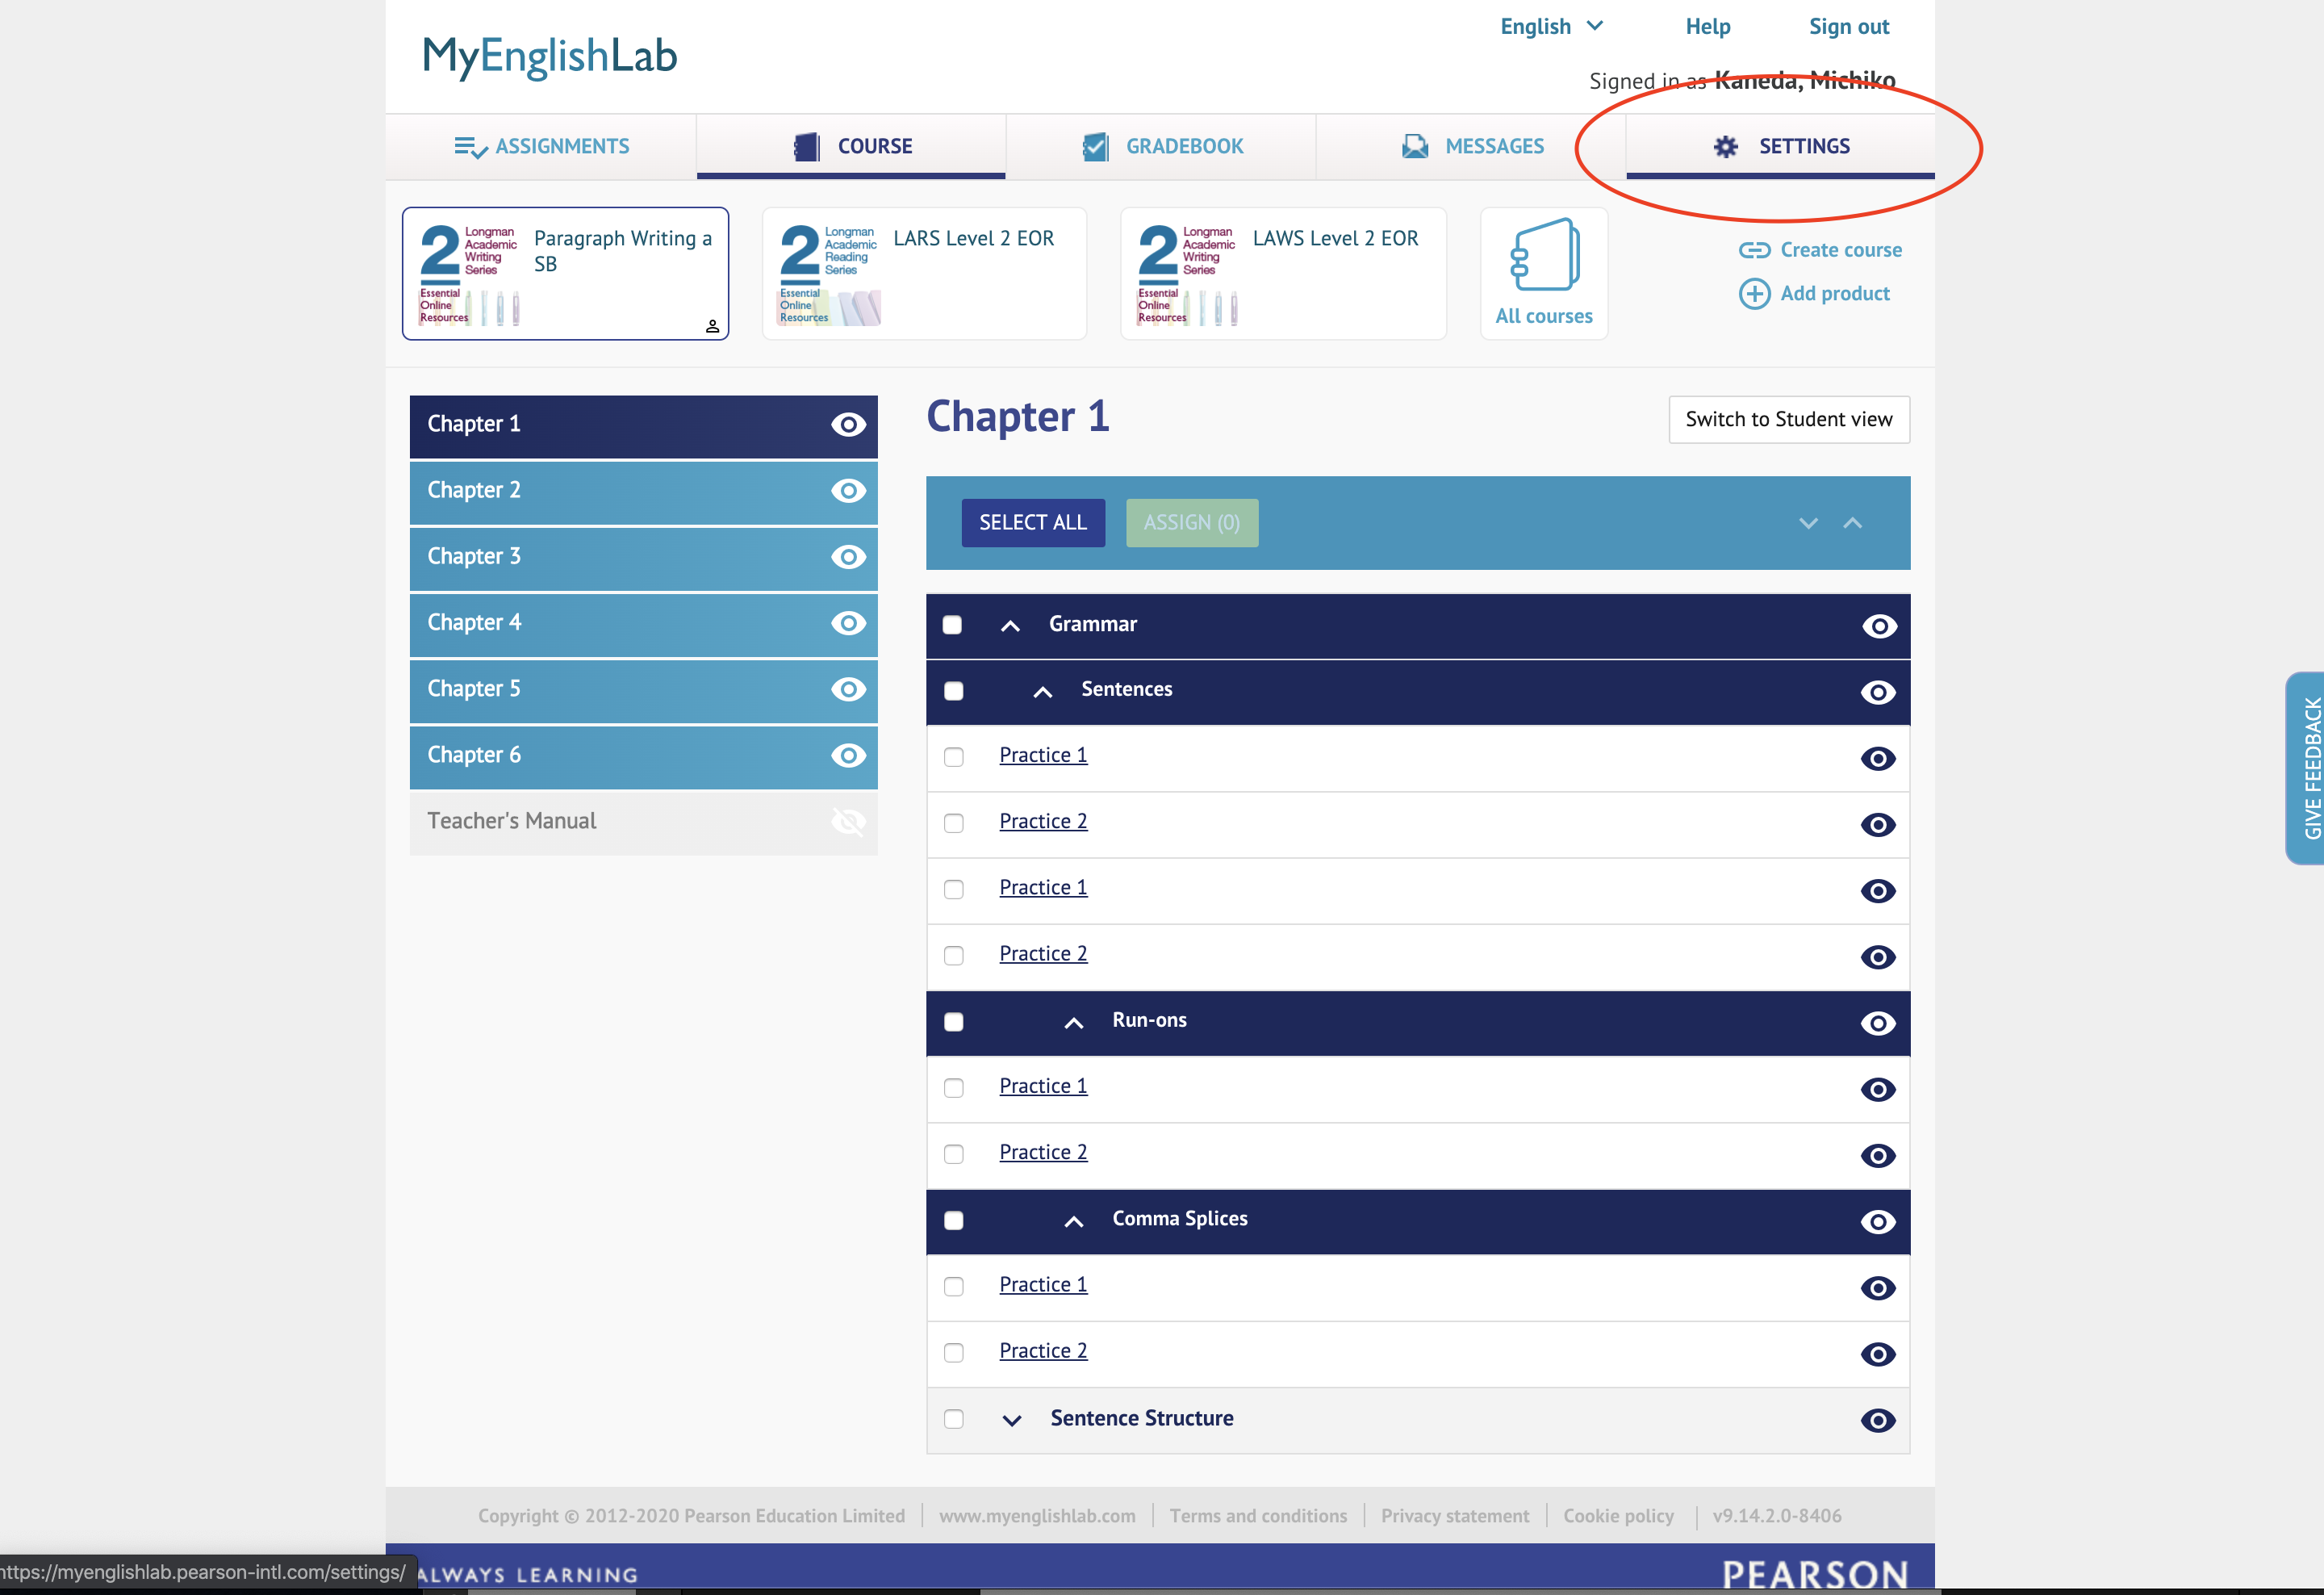 MyEnglishLab
English
Help
Sign out
Signed in as Kaneda, Michiko
ASSIGNMENTS
COURSE
GRADEBOOK
MESSAGES
SETTINGS
2
Longman
Academic
Writing
Series
Essential
Online
Resources
Paragraph Writing a
SB
2
Longman
Academic
Reading
Series
Essential
Online
Resources
LARS Level 2 EOR
2
Longman
Academic
Writing
Series
Essential
Online
Resources
LAWS Level 2 EOR
All courses
Create course
Add product
Chapter 1
Chapter 2
Chapter 3
Chapter 4
Chapter 5
Chapter 6
Teacher's Manual
Chapter 1
Switch to Student view
SELECT ALL
ASSIGN (0)
Grammar
Sentences
Practice 1
Practice 2
Practice 1
Practice 2
Run-ons
Practice 1
Practice 2
Comma Splices
Practice 1
Practice 2
Sentence Structure
GIVE FEEDBACK
Copyright © 2012-2020 Pearson Education Limited
www.myenglishlab.com
Terms and conditions
Privacy statement
Cookie policy
v9.14.2.0-8406
https://myenglishlab.pearson-intl.com/settings/
ALWAYS LEARNING
PEARSON